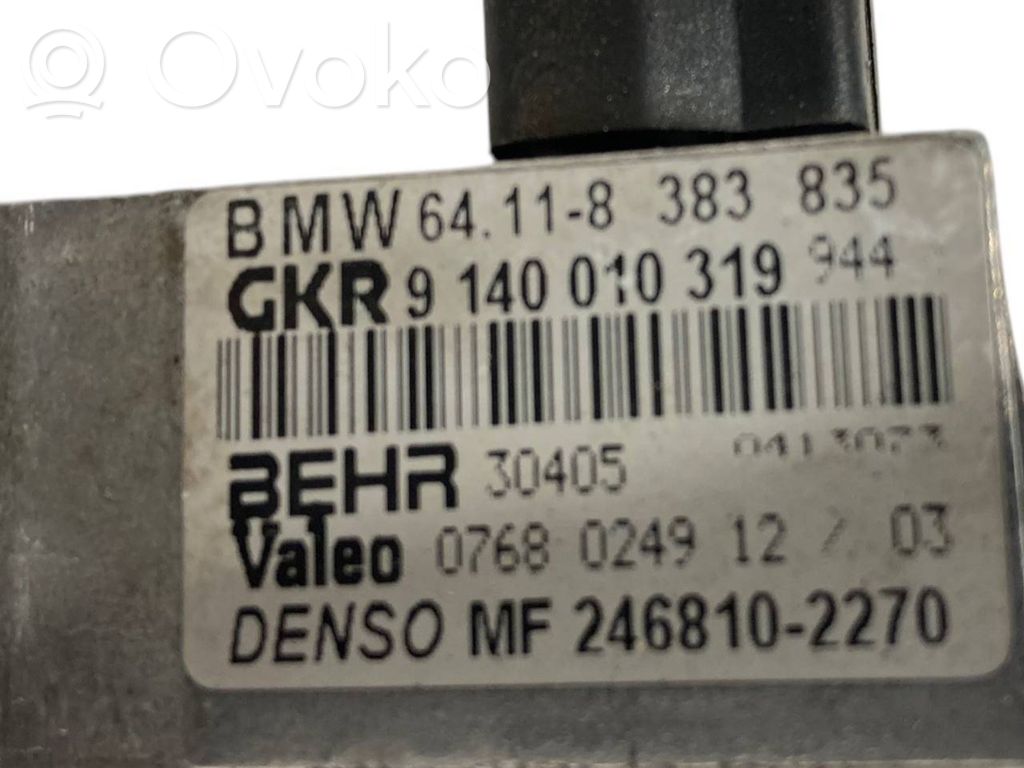 Ovoko
BMW 64.11-8 383 835
GKR 9 140 010 319 944
BEHR 30405 0413073
Valeo 0768 0249 12 / 03
DENSO MF 246810-2270